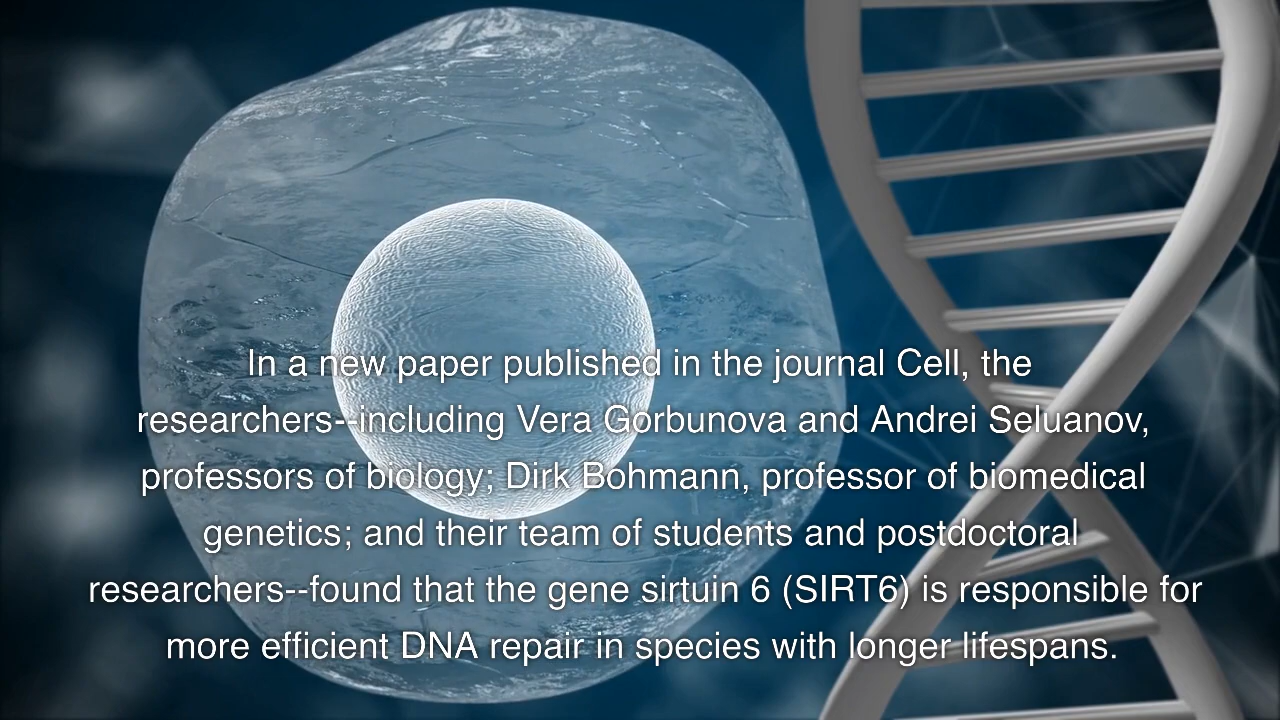 In a new paper published in the journal Cell, the
researchers--including Vera Gorbunova and Andrei Seluanov,
professors of biology; Dirk Bohmann, professor of biomedical
genetics; and their team of students and postdoctoral
researchers--found that the gene sirtuin 6 (SIRT6) is responsible for
more efficient DNA repair in species with longer lifespans.